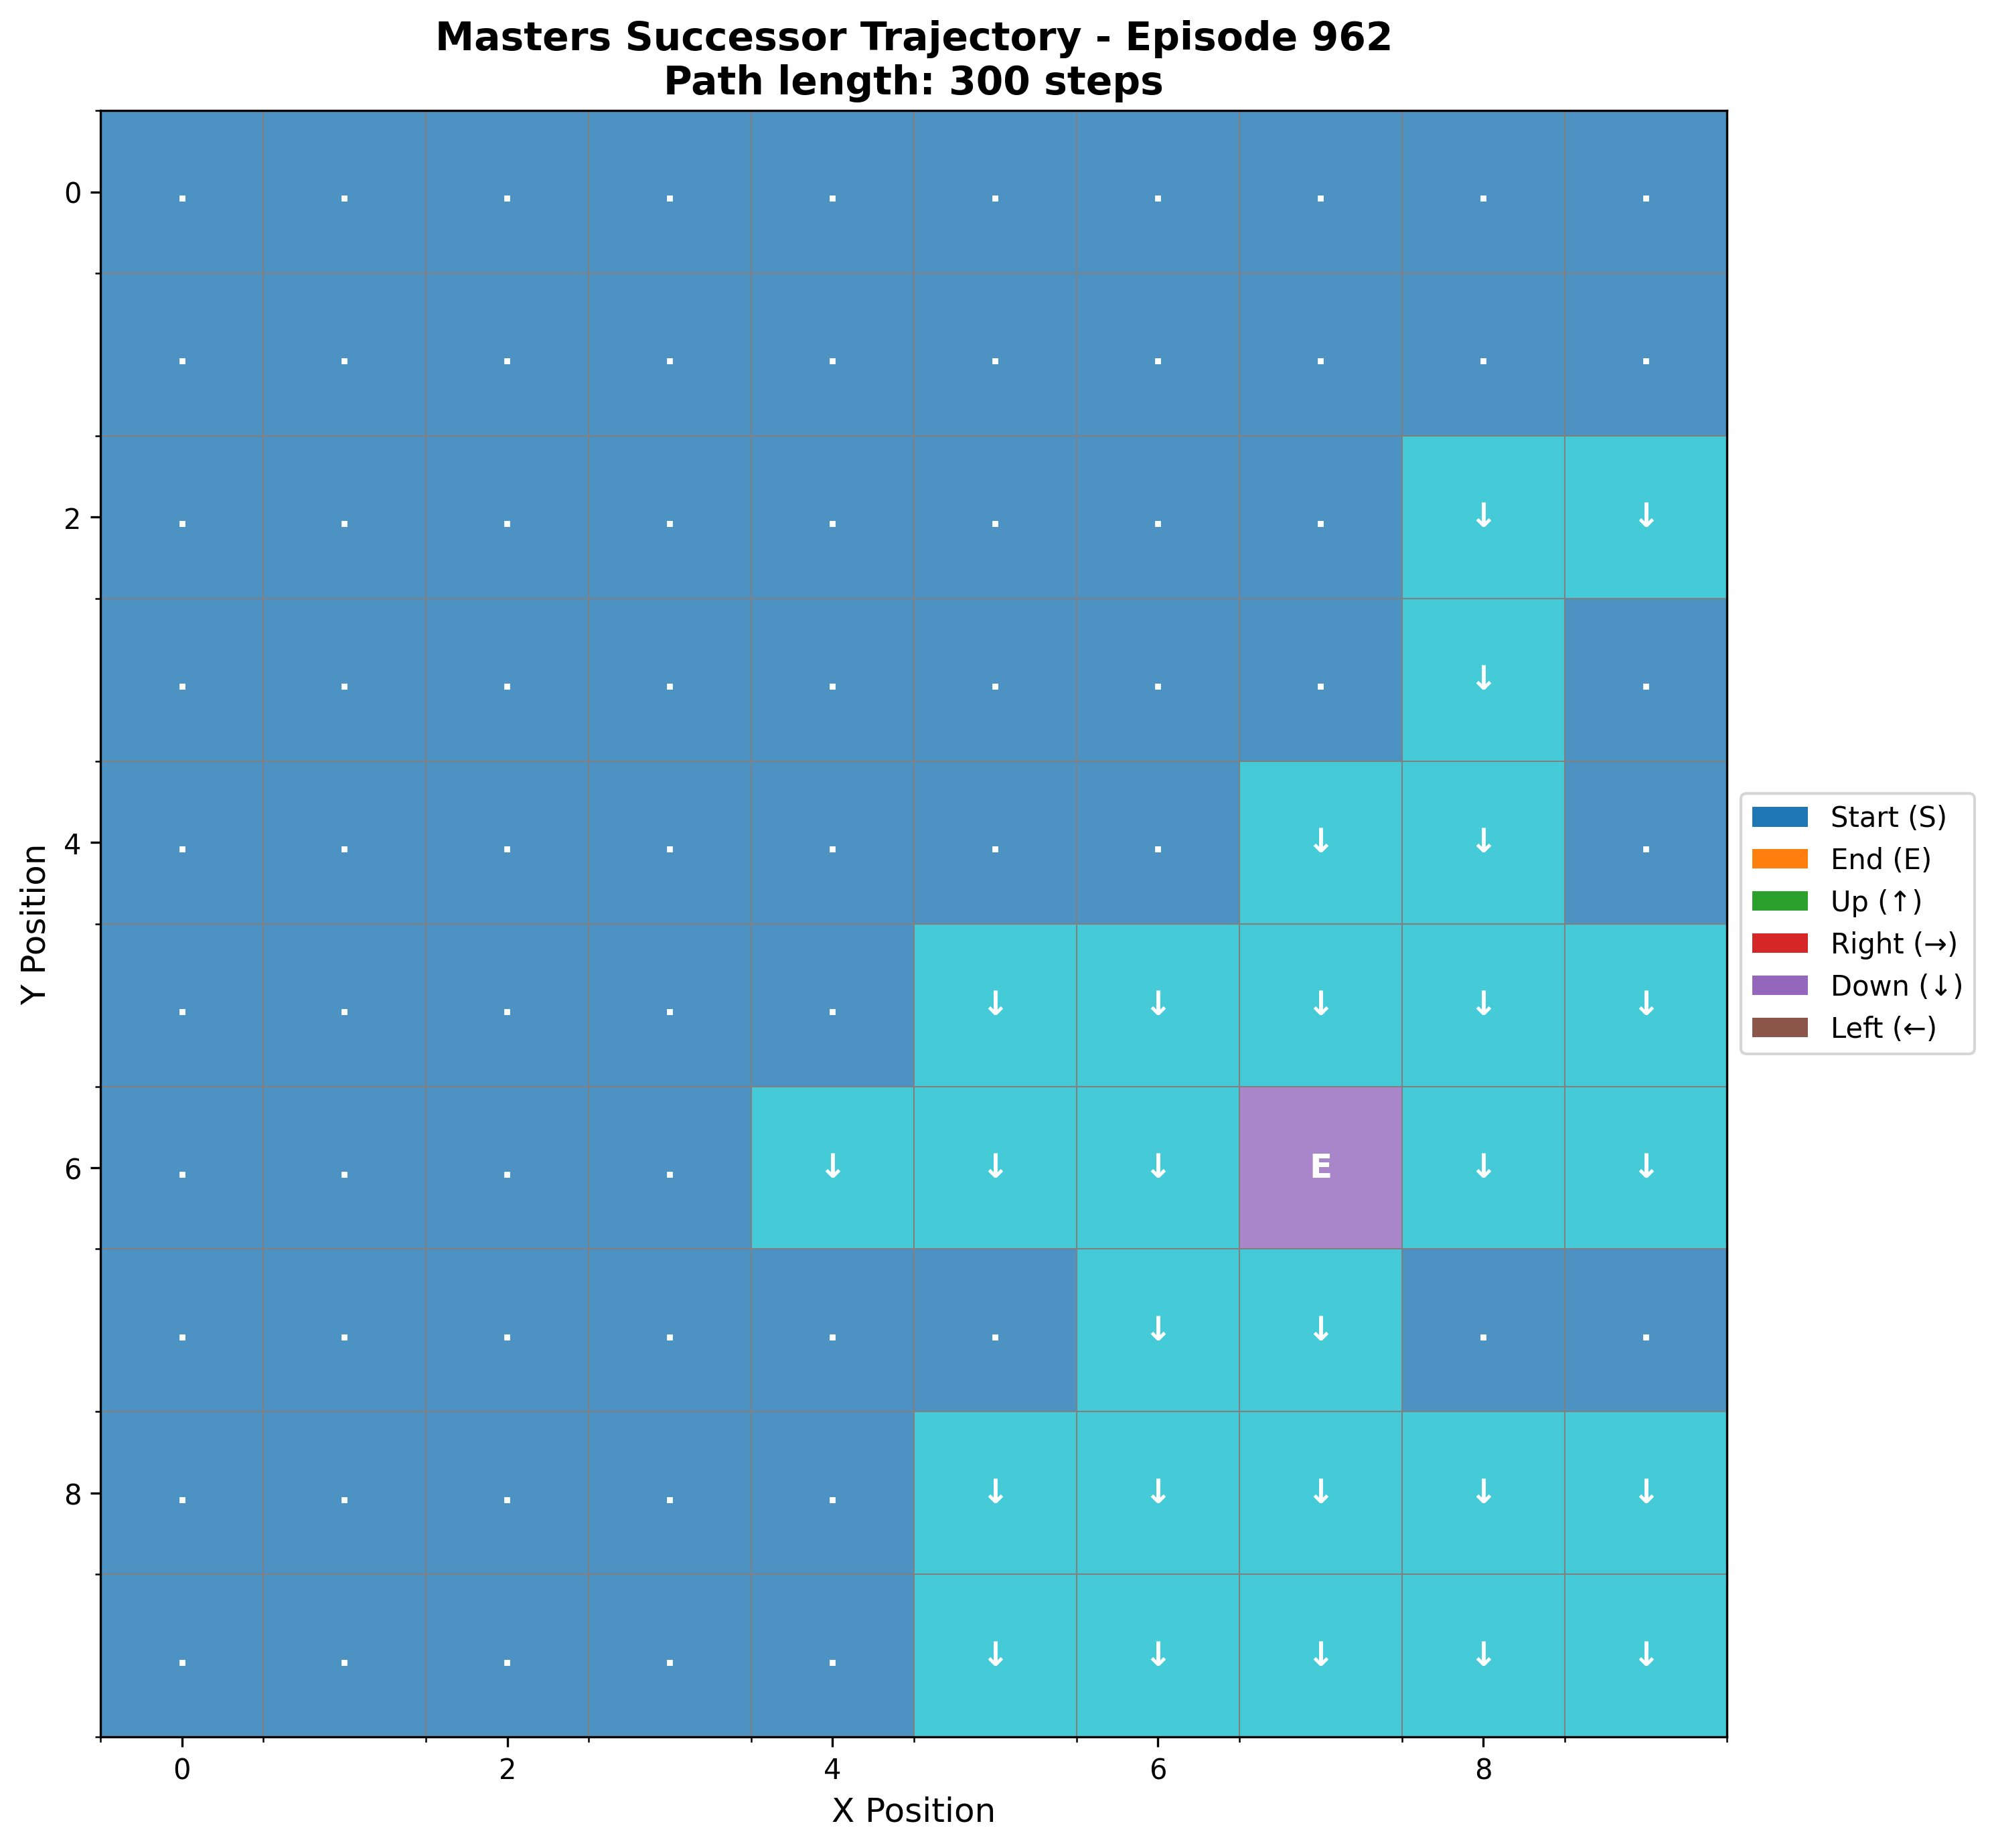 Masters Successor Trajectory - Episode 962
Path length: 300 steps
0 . . . . . . . . . .
. . . . . . . . . .
2 . . . . . . . . ↓ ↓
. . . . . . . . ↓ .
4 . . . . . . . ↓ ↓ .
. . . . . ↓ ↓ ↓ ↓ ↓
6 . . . . ↓ ↓ ↓ E ↓ ↓
. . . . . . ↓ ↓ . .
8 . . . . . ↓ ↓ ↓ ↓ ↓
. . . . . ↓ ↓ ↓ ↓ ↓
0 2 4 6 8
X Position
Y Position
Start (S)
End (E)
Up (↑)
Right (→)
Down (↓)
Left (←)